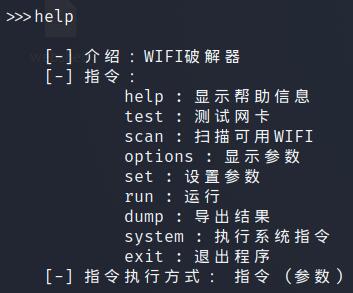 >>>help
[-] 介绍：WIFI破解器
[-] 指令：
help : 显示帮助信息
test : 测试网卡
scan : 扫描可用WIFI
options : 显示参数
set : 设置参数
run : 运行
dump : 导出结果
system : 执行系统指令
exit : 退出程序
[-] 指令执行方式： 指令 (参数)